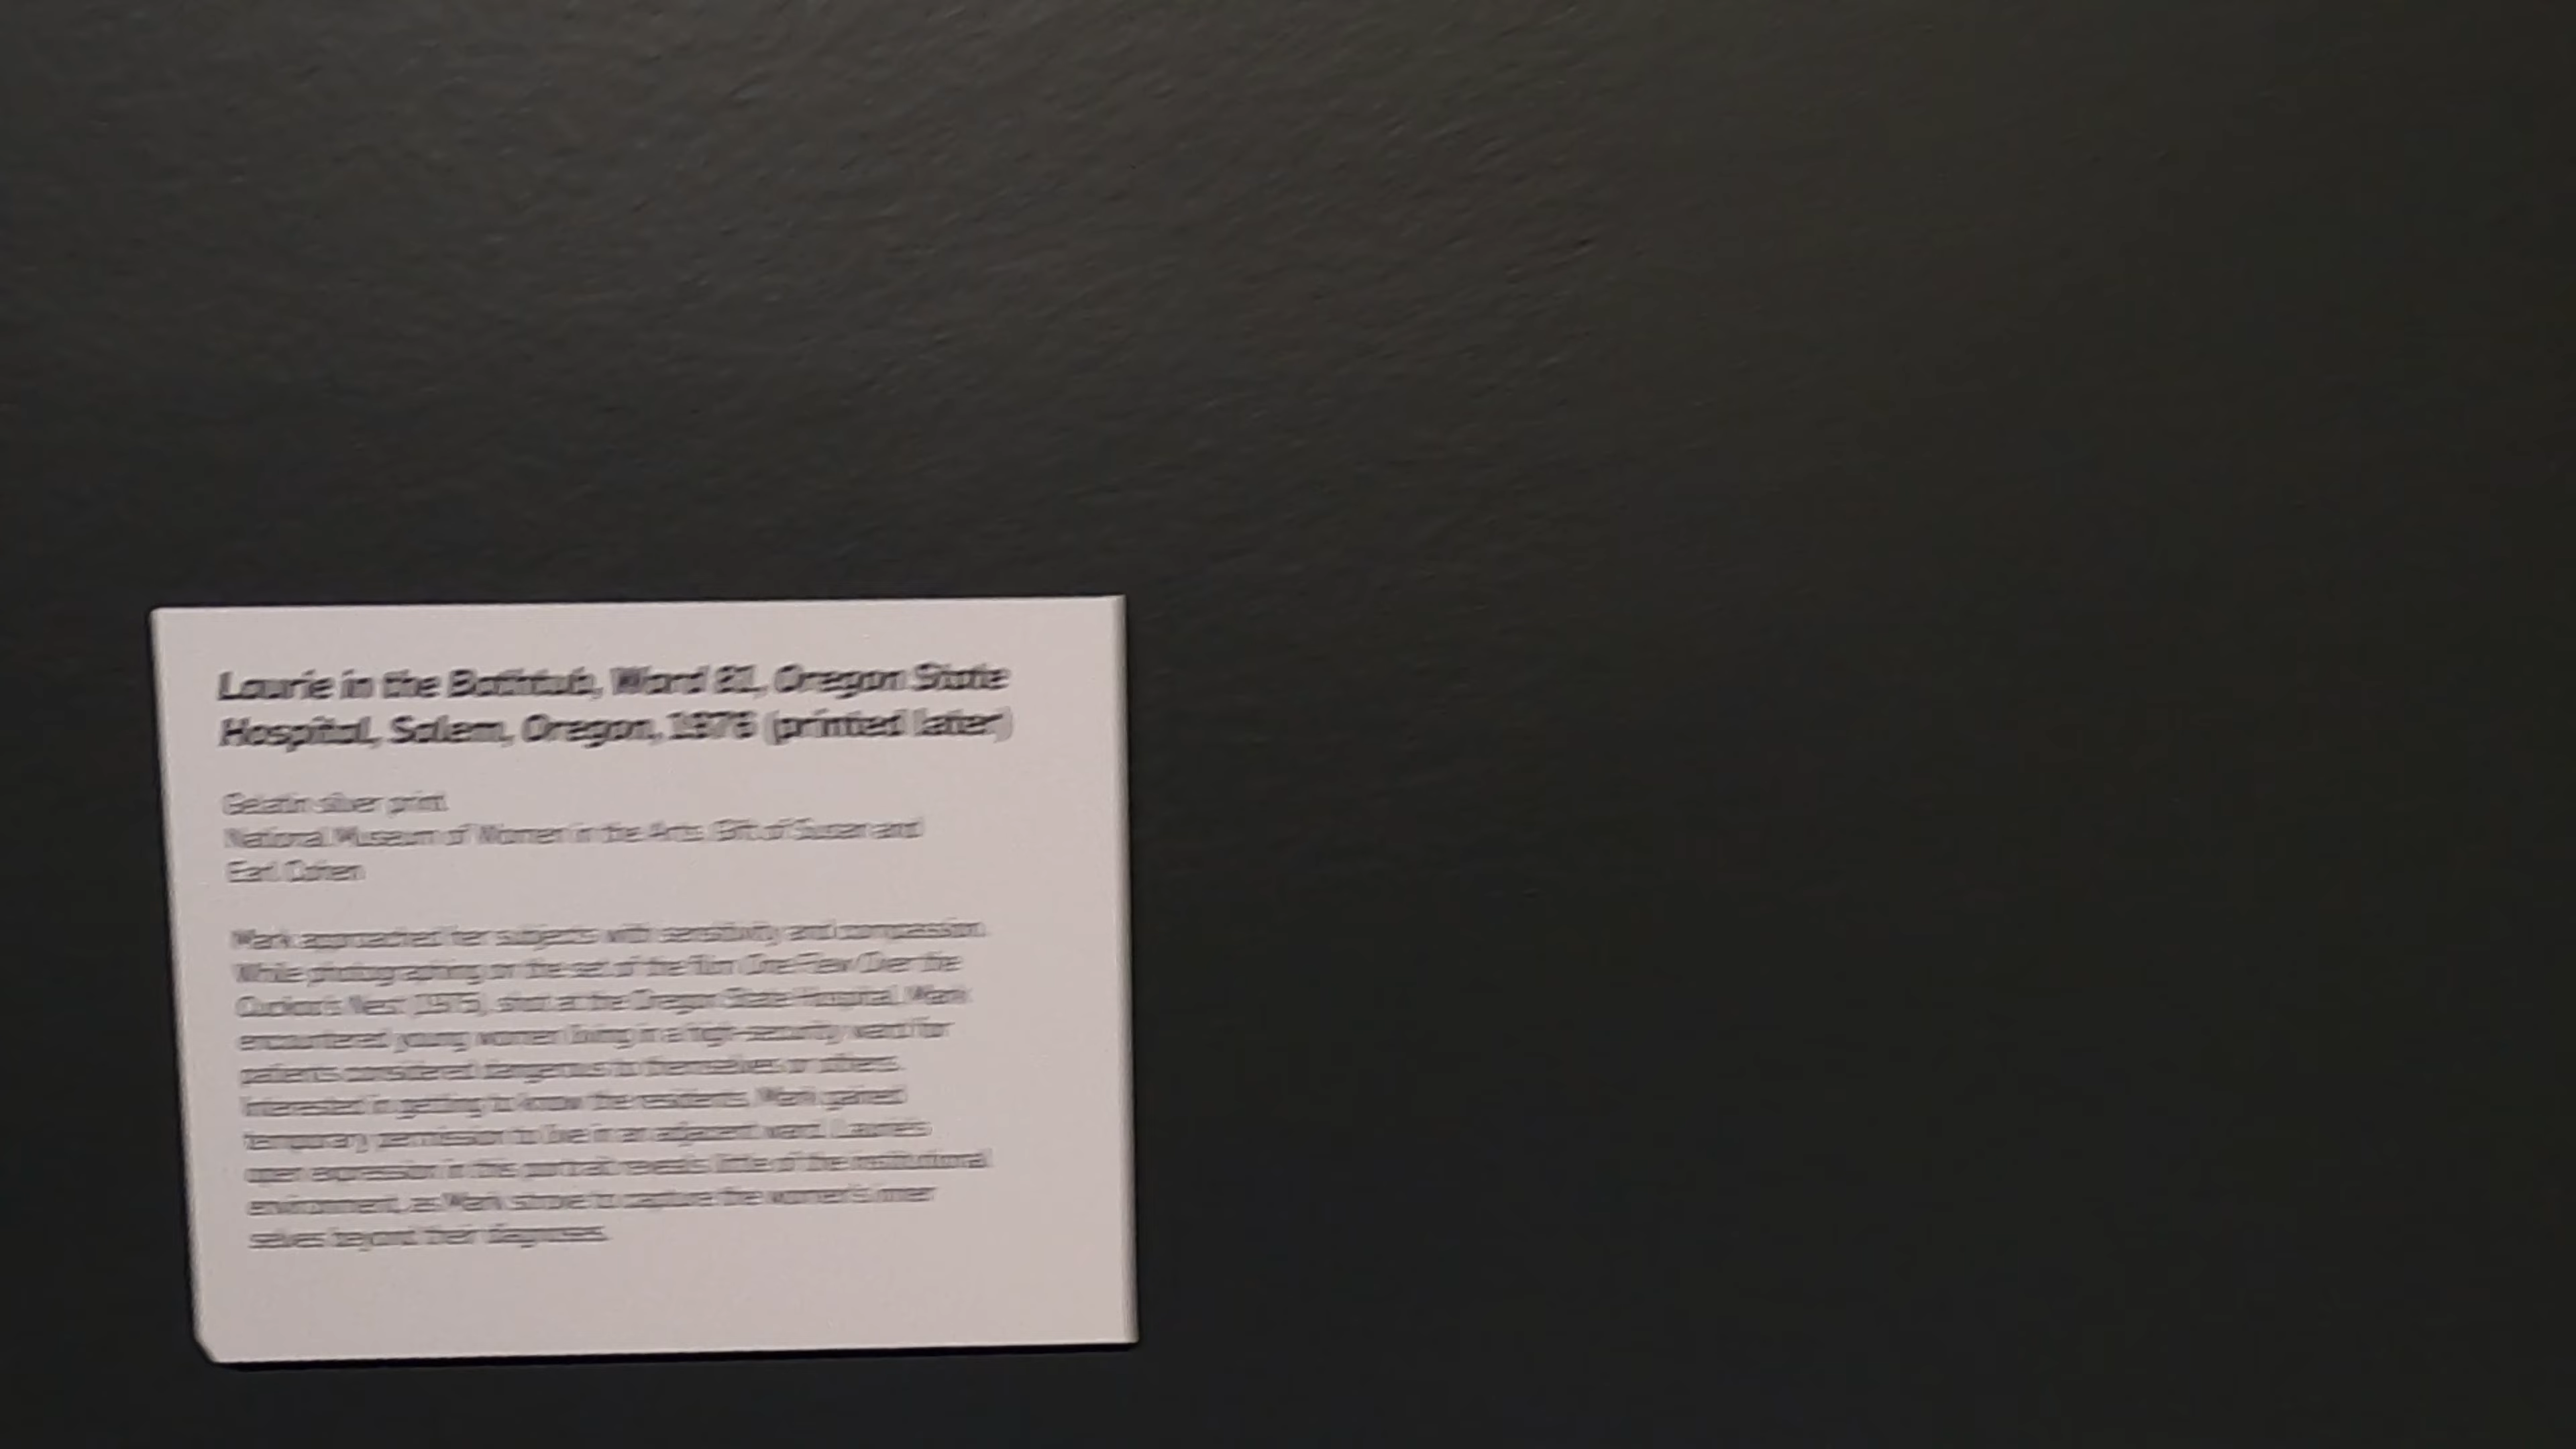 Laurie in the Bathtub, Ward 81, Oregon State
Hospital, Salem, Oregon, 1976 (printed later)
Gelatin silver print
National Museum of Women in the Arts, Gift of Susan and
Earl Cohen
Mark approached her subjects with sensitivity and compassion.
While photographing on the set of the film One Flew Over the
Cuckoo's Nest (1975), shot at the Oregon State Hospital, Mark
encountered young women living in a high-security ward for
patients considered dangerous to themselves or others.
Interested in getting to know the residents, Mark gained
temporary permission to live in an adjacent ward. Laurie's
open expression in this portrait reveals little of the institutional
environment, as Mark strove to capture the women's inner
selves beyond their diagnoses.